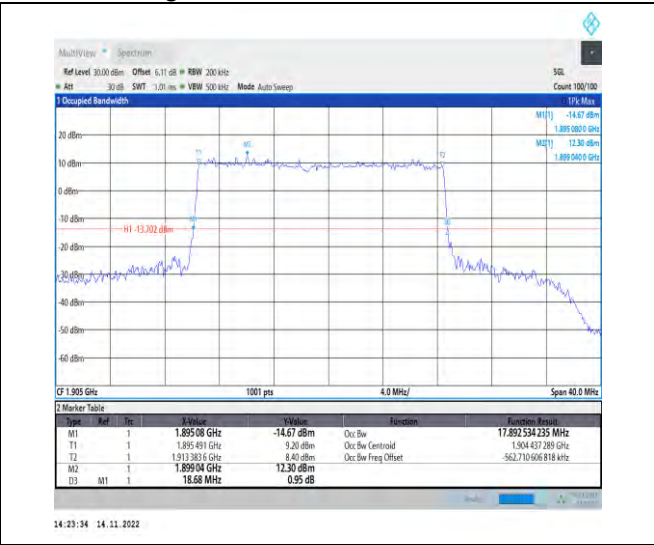 MultiView Spectrum
Ref Level 30.00 dBm Offset 6.11 dB RBW 200 kHz SGL
Att 30 dB SWT 1.01 ms VBW 500 kHz Mode Auto Sweep Count 100/100
1 Occupied Bandwidth 1Pk Max
M1[1] -14.67 dBm
1.895 080 0 GHz
20 dBm M2[1] 12.30 dBm
1.899 040 0 GHz
M2
T1 T2
10 dBm
0 dBm
-10 dBm
H1 -13.702 dBm
-20 dBm
-30 dBm
-40 dBm
-50 dBm
-60 dBm
CF 1.905 GHz 1001 pts 4.0 MHz/ Span 40.0 MHz
2 Marker Table
Type Ref Trc X-Value Y-Value Function Function Result
M1 1 1.895 08 GHz -14.67 dBm Occ Bw 17.892 534 235 MHz
T1 1 1.895 491 GHz 9.20 dBm Occ Bw Centroid 1.904 437 289 GHz
T2 1 1.913 383 6 GHz 8.40 dBm Occ Bw Freq Offset -562.710 606 818 kHz
M2 1 1.899 04 GHz 12.30 dBm
D3 M1 1 18.68 MHz 0.95 dB
14:23:34 14.11.2022